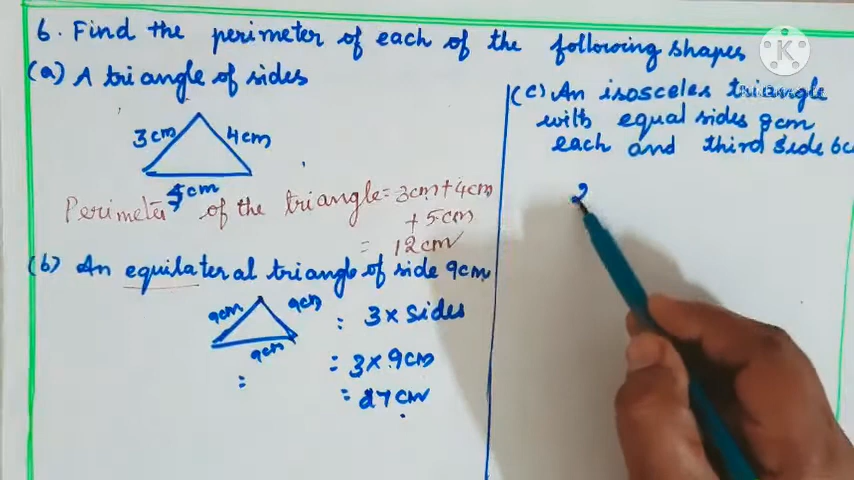 6. Find the perimeter of each of the following shapes
(a) A triangle of sides
3cm 4cm
5cm
Perimeter of the triangle = 3cm + 4cm
+ 5cm
= 12cm
(b) An equilateral triangle of side 9cm
9cm 9cm
9cm
= 3 × Sides
= 3 × 9cm
= 27cm
=
(c) An isosceles triangle
with equal sides 8cm
each and third side 6c
2
K